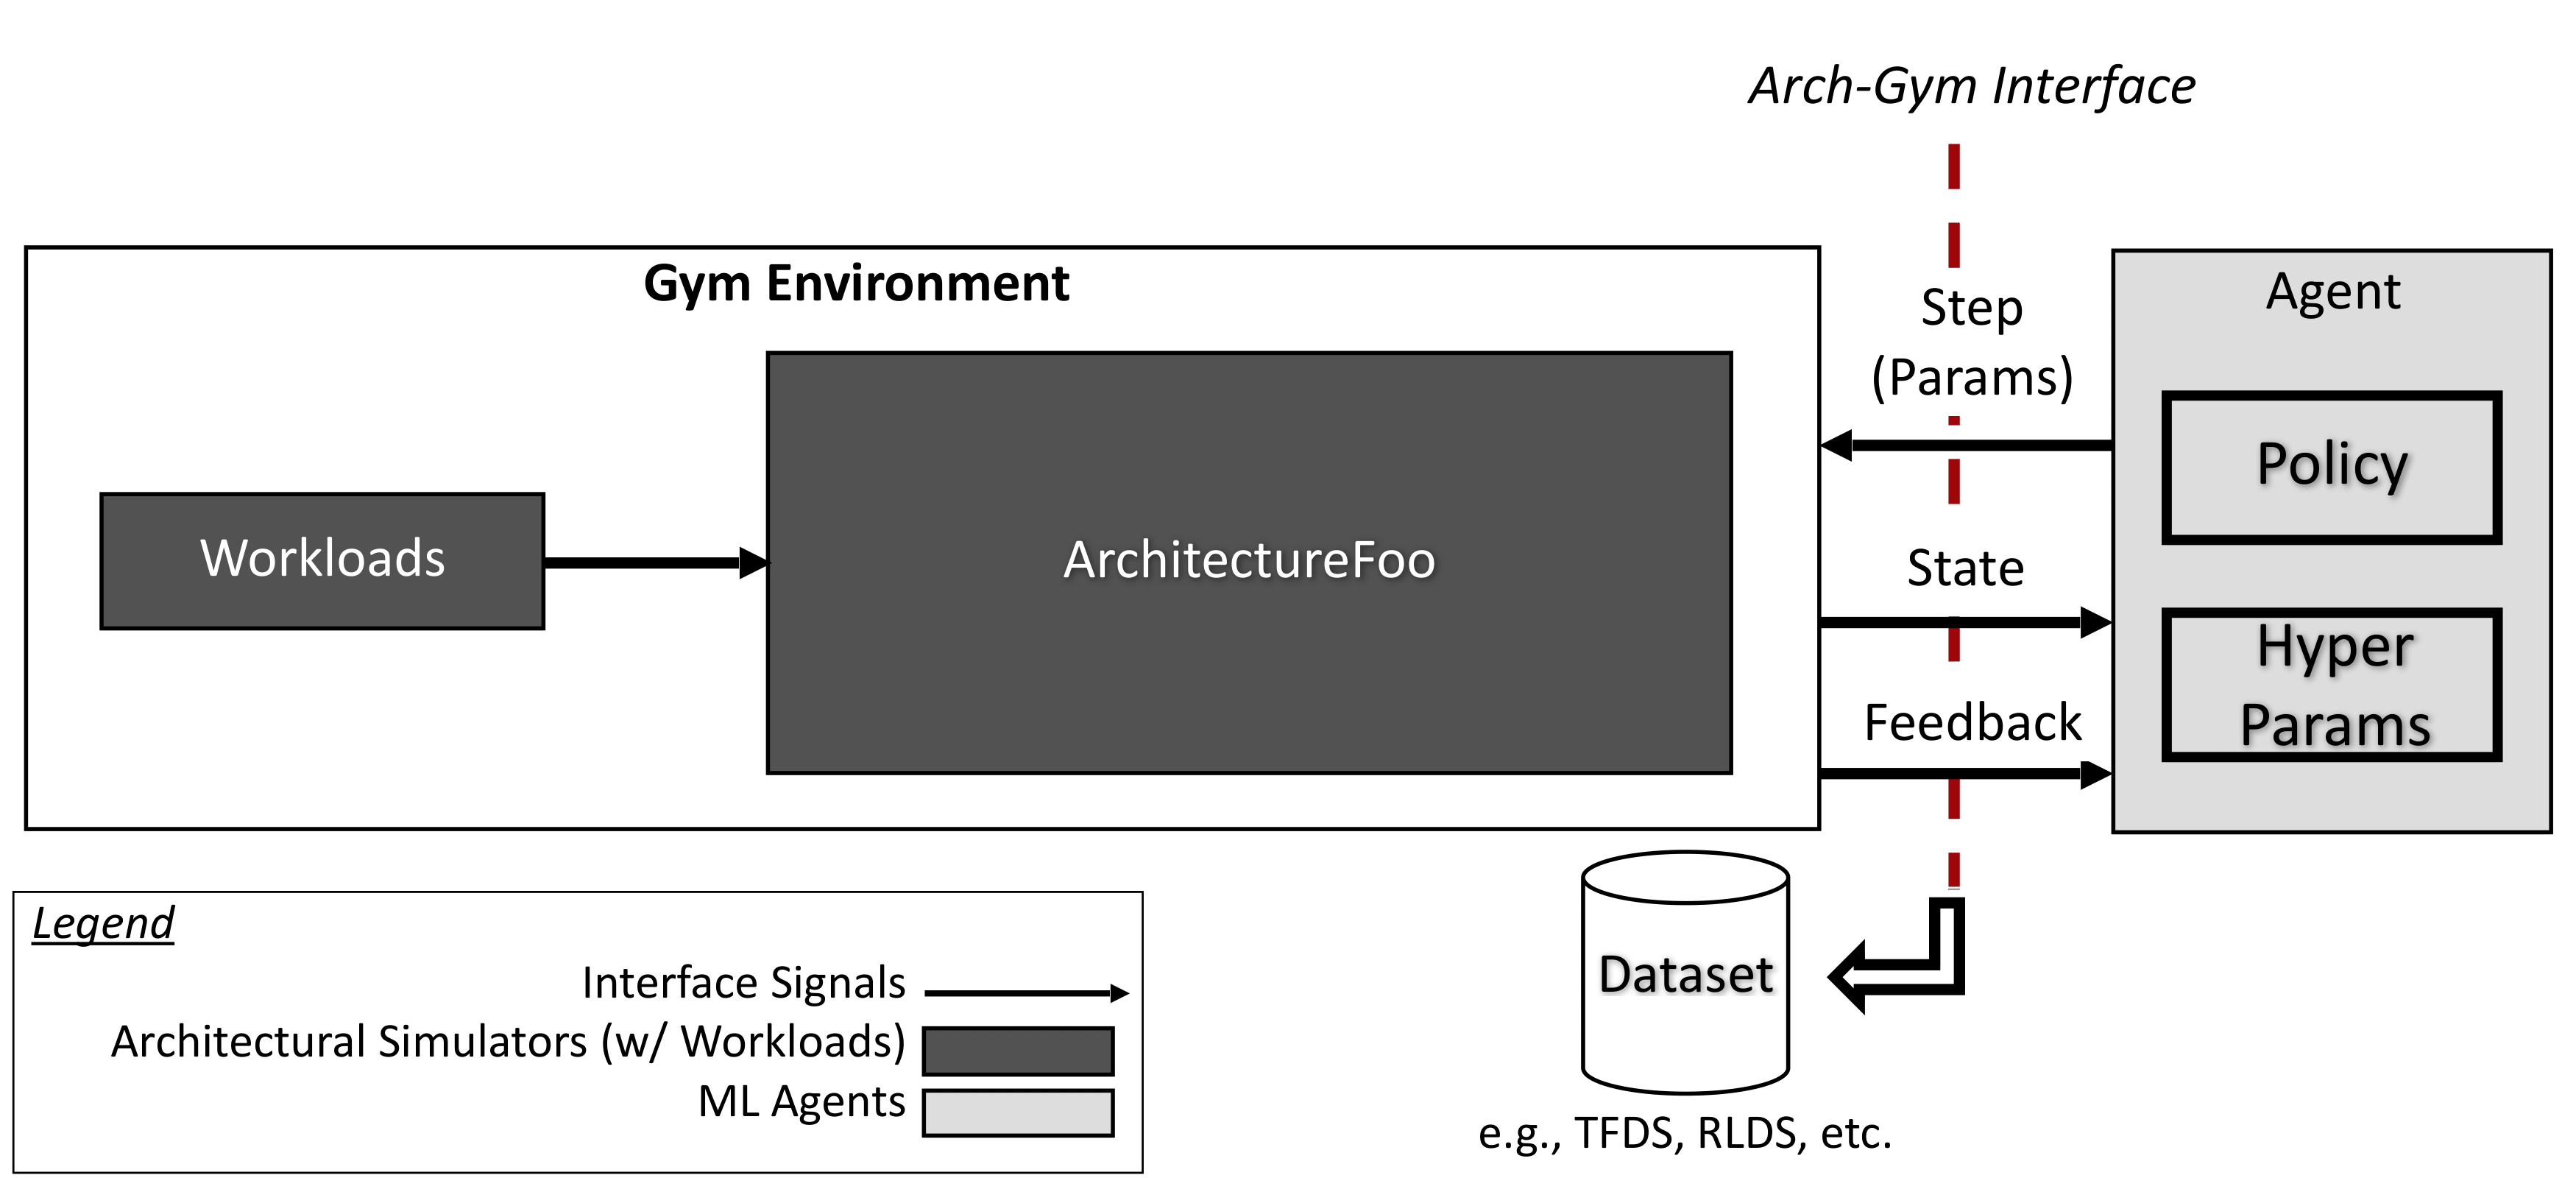 Arch-Gym Interface
Gym Environment
Workloads
ArchitectureFoo
Step
(Params)
State
Feedback
Agent
Policy
Hyper
Params
Dataset
e.g., TFDS, RLDS, etc.
Legend
Interface Signals
Architectural Simulators (w/ Workloads)
ML Agents